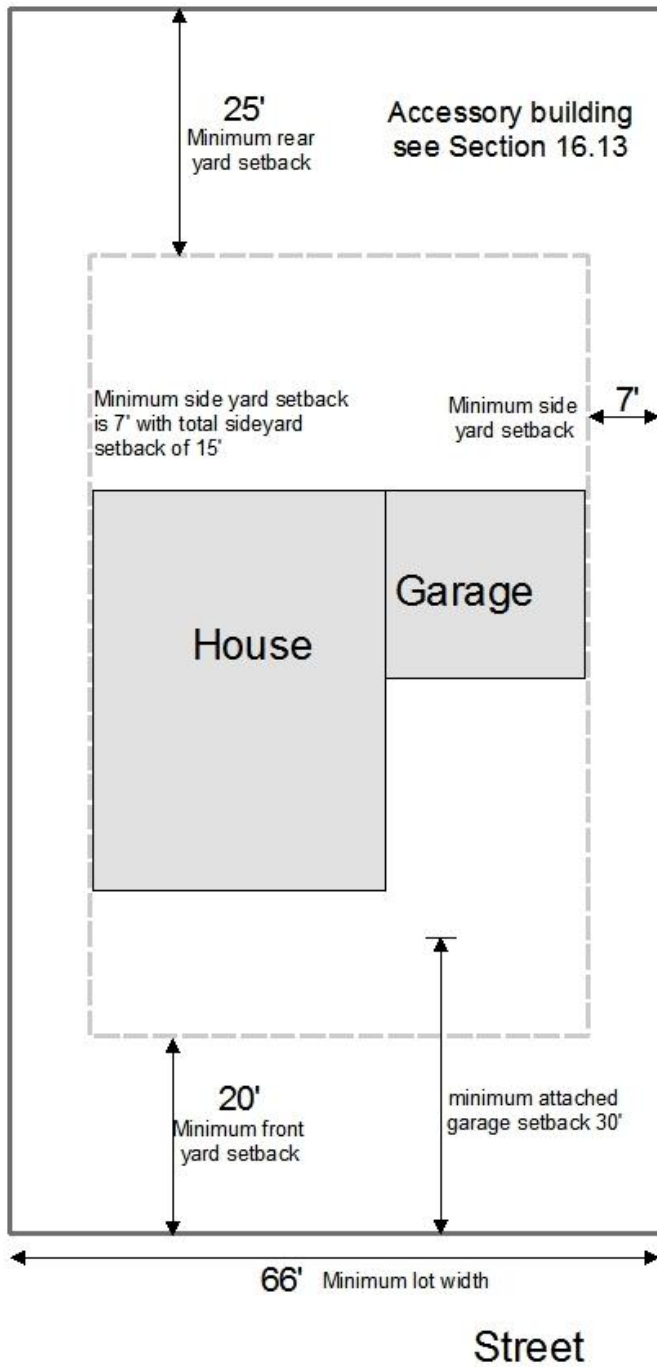 25'
Minimum rear
yard setback
Accessory building
see Section 16.13
Minimum side yard setback
is 7' with total sideyard
setback of 15'
Minimum side
yard setback
7'
House
Garage
20'
Minimum front
yard setback
minimum attached
garage setback 30'
66' Minimum lot width
Street